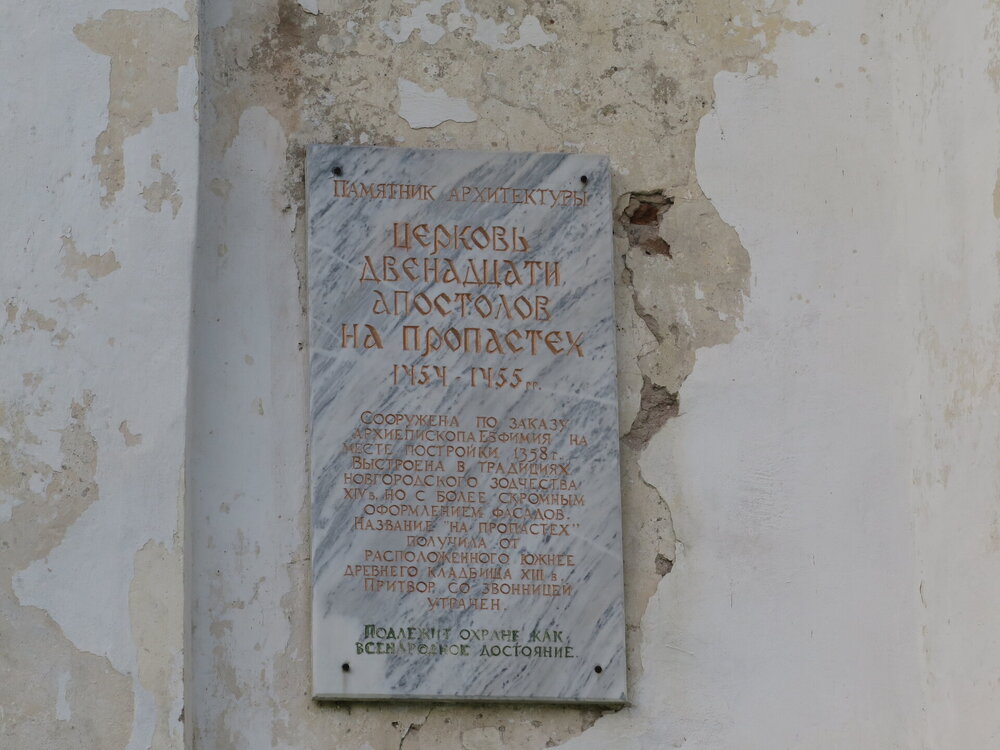 ПАМЯТНИК АРХИТЕКТУРЫ
ЦЕРКОВЬ
ДВЕНАДЦАТИ
АПОСТОЛОВ
НА ПРОПАСТЕХ
1454 - 1455 гг.
СООРУЖЕНА ПО ЗАКАЗУ
АРХИЕПИСКОПА ЕВФИМИЯ НА
МЕСТЕ ПОСТРОЙКИ 1358 г.
ВЫСТРОЕНА В ТРАДИЦИЯХ
НОВГОРОДСКОГО ЗОДЧЕСТВА
XIV в. НО С БОЛЕЕ СКРОМНЫМ
ОФОРМЛЕНИЕМ ФАСАДОВ.
НАЗВАНИЕ "НА ПРОПАСТЕХ"
ПОЛУЧИЛА ОТ
РАСПОЛОЖЕННОГО ЮЖНЕЕ
ДРЕВНЕГО КЛАДБИЩА XIII в.
ПРИТВОР СО ЗВОННИЦЕЙ
УТРАЧЕН.
ПОДЛЕЖИТ ОХРАНЕ КАК
ВСЕНАРОДНОЕ ДОСТОЯНИЕ.